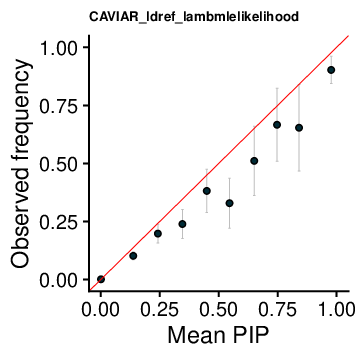 CAVIAR_ldref_lambmlelikelihood
Observed frequency
1.00
0.75
0.50
0.25
0.00
0.00 0.25 0.50 0.75 1.00
Mean PIP